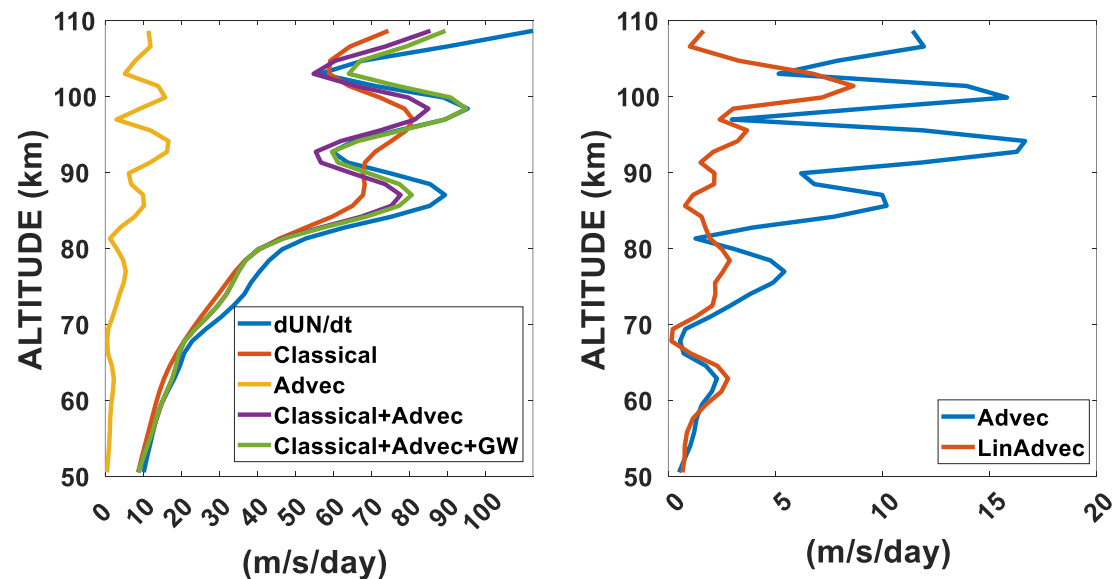 110
100
90
80
70
60
50
ALTITUDE (km)
dUN/dt
Classical
Advec
Classical+Advec
Classical+Advec+GW
0
10
20
30
40
50
60
70
80
90
100
(m/s/day)
110
100
90
80
70
60
50
ALTITUDE (km)
Advec
LinAdvec
0
5
10
15
20
(m/s/day)